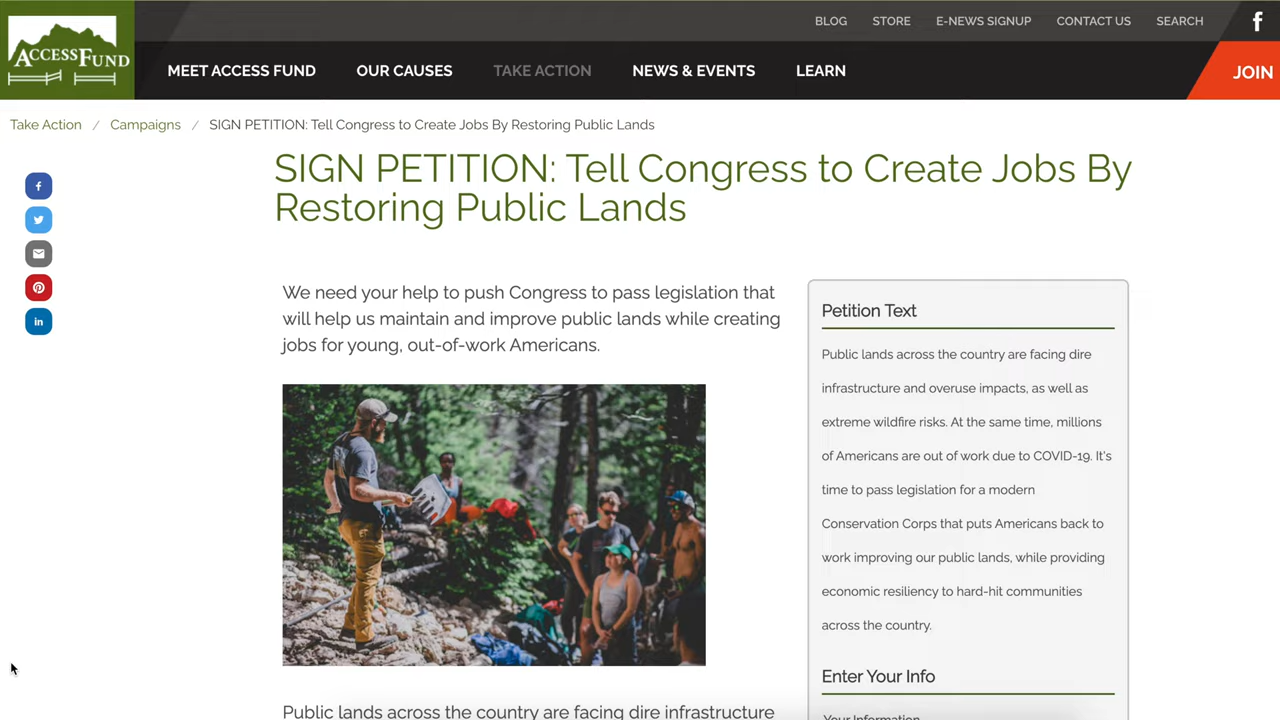 BLOG STORE E-NEWS SIGNUP CONTACT US SEARCH
ACCESSFUND
MEET ACCESS FUND OUR CAUSES TAKE ACTION NEWS & EVENTS LEARN JOIN
Take Action / Campaigns / SIGN PETITION: Tell Congress to Create Jobs By Restoring Public Lands
SIGN PETITION: Tell Congress to Create Jobs By
Restoring Public Lands
We need your help to push Congress to pass legislation that
will help us maintain and improve public lands while creating
jobs for young, out-of-work Americans.
Public lands across the country are facing dire infrastructure
Petition Text
Public lands across the country are facing dire
infrastructure and overuse impacts, as well as
extreme wildfire risks. At the same time, millions
of Americans are out of work due to COVID-19. It's
time to pass legislation for a modern
Conservation Corps that puts Americans back to
work improving our public lands, while providing
economic resiliency to hard-hit communities
across the country.
Enter Your Info
Your Information